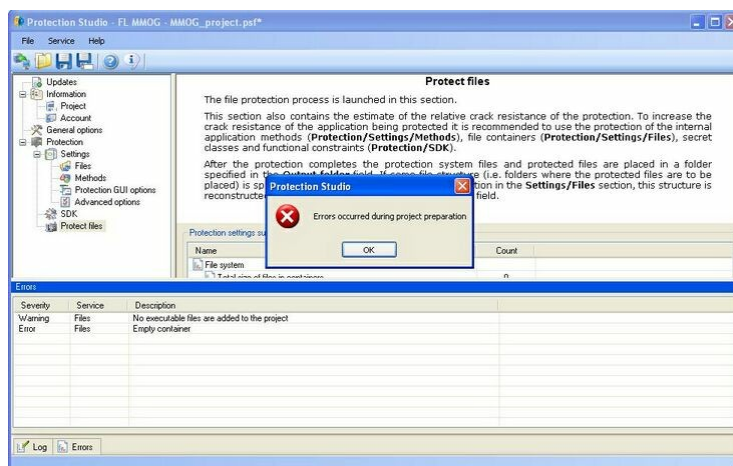 Protection Studio - FL MMOG - MMOG_project.psf*
File Service Help
Updates
Information
Project
Account
General options
Protection
Settings
Files
Methods
Protection GUI options
Advanced options
SDK
Protect files
Protect files
The file protection process is launched in this section.
This section also contains the estimate of the relative crack resistance of the protection. To increase the
crack resistance of the application being protected it is recommended to use the protection of the internal
application methods (Protection/Settings/Methods), file containers (Protection/Settings/Files), secret
classes and functional constraints (Protection/SDK).
After the protection completes the protection system files and protected files are placed in a folder
specified in the Output folder field. If some file structure (i.e. folders where the protected files are to be
placed) is sp tion in the Settings/Files section, this structure is
reconstructe field.
Protection Studio
Errors occurred during project preparation
OK
Protection settings su
Name Count
File system
Total size of files in containers 0
Errors
Severity Service Description
Warning Files No executable files are added to the project
Error Files Empty container
Log Errors